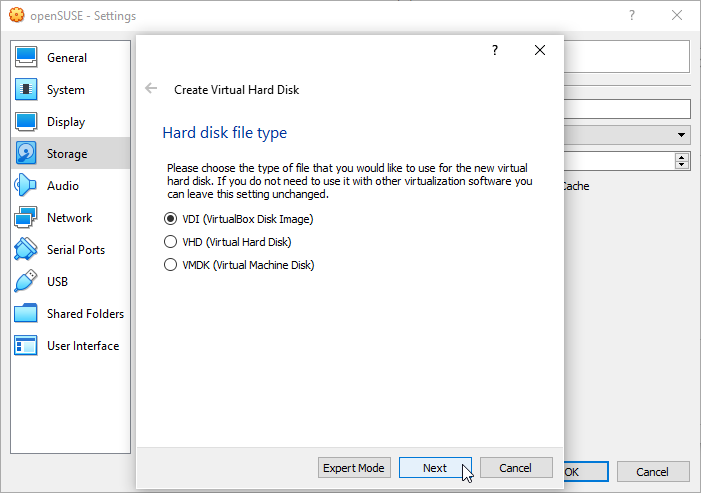 openSUSE - Settings
?
General
System
Display
Storage
Audio
Network
Serial Ports
USB
Shared Folders
User Interface
?
Create Virtual Hard Disk
Hard disk file type
Please choose the type of file that you would like to use for the new virtual
hard disk. If you do not need to use it with other virtualization software you
can leave this setting unchanged.
VDI (VirtualBox Disk Image)
VHD (Virtual Hard Disk)
VMDK (Virtual Machine Disk)
Expert Mode
Next
Cancel
Cache
OK
Cancel